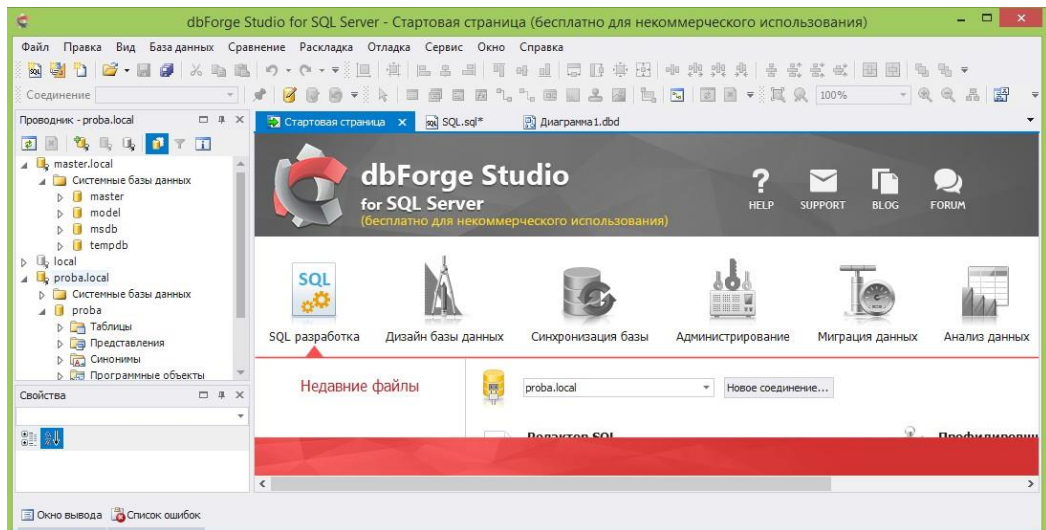 dbForge Studio for SQL Server - Стартовая страница (бесплатно для некоммерческого использования)
Файл Правка Вид База данных Сравнение Раскладка Отладка Сервис Окно Справка
Соединение
100%
Проводник - proba.local
Стартовая страница
SQL.sql*
Диаграмма1.dbd
master.local
Системные базы данных
master
model
msdb
tempdb
local
proba.local
Системные базы данных
proba
Таблицы
Представления
Синонимы
Программные объекты
Свойства
dbForge Studio
for SQL Server
(бесплатно для некоммерческого использования)
HELP SUPPORT BLOG FORUM
SQL
SQL разработка Дизайн базы данных Синхронизация базы Администрирование Миграция данных Анализ данных
Недавние файлы
proba.local
Новое соединение...
Редактор SQL
Окно вывода Список ошибок